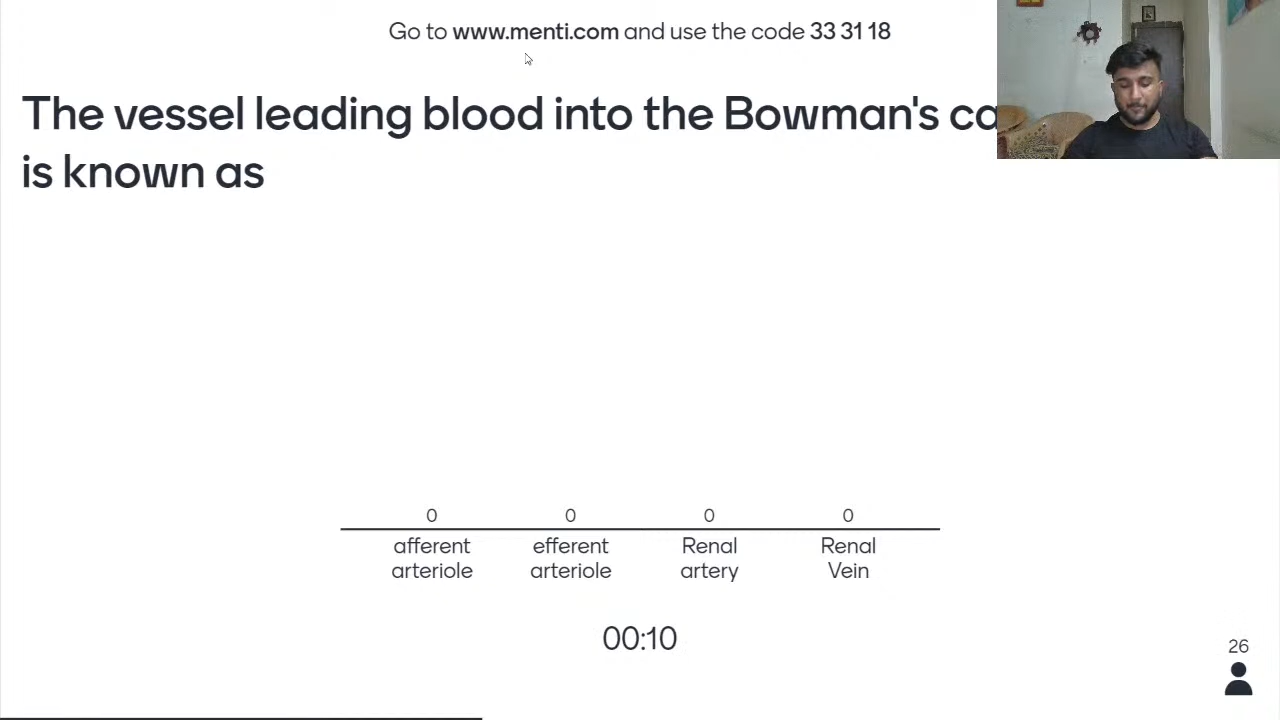 Go to www.menti.com and use the code 33 31 18
The vessel leading blood into the Bowman's
is known as
0 0 0 0
afferent efferent Renal Renal
arteriole arteriole artery Vein
00:10
26